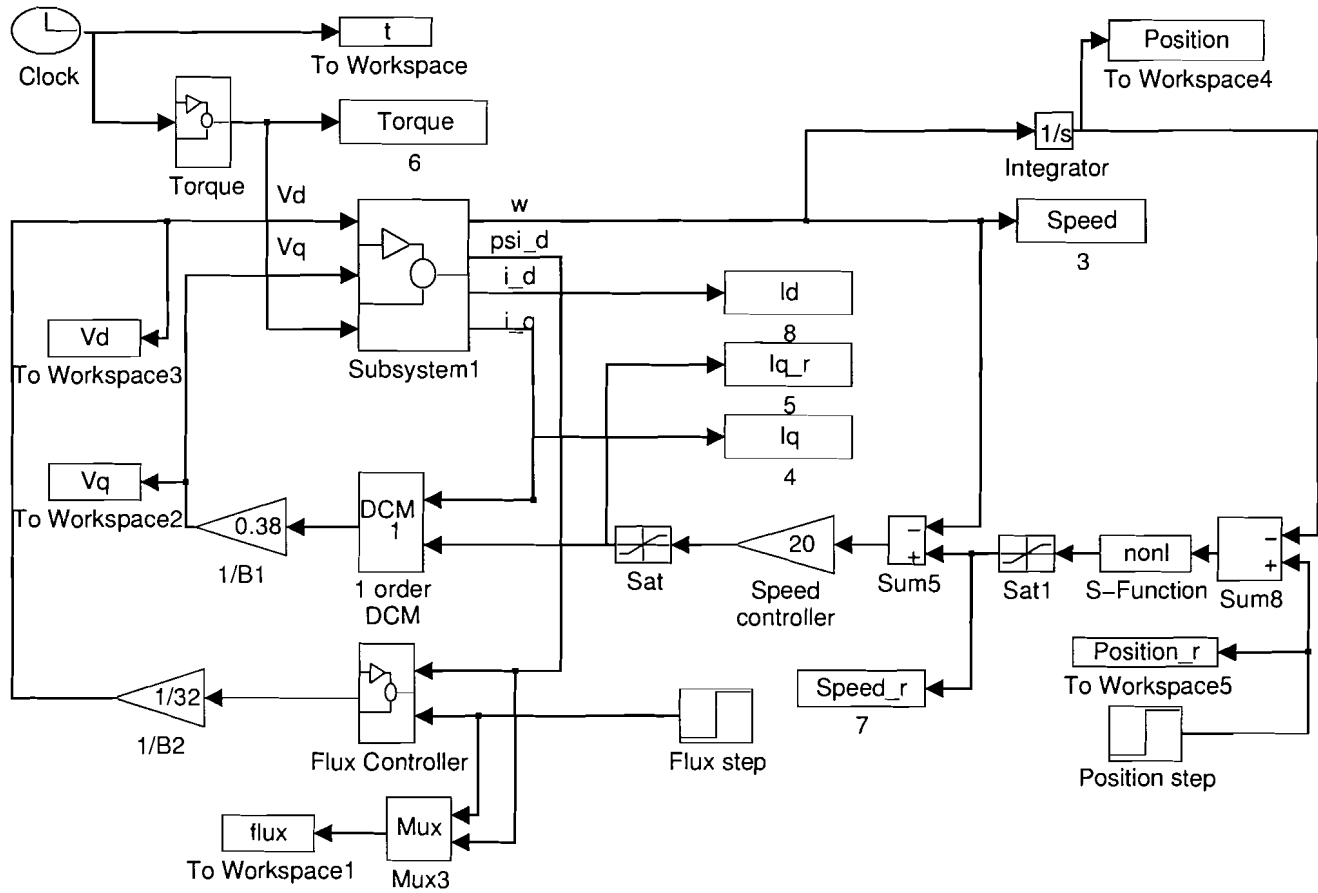 t
To Workspace
Clock
Position
To Workspace4
Torque
6
Torque
1/s
Integrator
Vd
w
Speed
3
Vq
psi_d
i_d
i_q
Subsystem1
Id
8
Vd
To Workspace3
Iq_r
5
Iq
4
Vq
To Workspace2
0.38
1/B1
DCM
1
1 order
DCM
Sat
20
Speed
controller
−
+
Sum5
Sat1
nonl
S−Function
−
+
Sum8
Position_r
To Workspace5
Speed_r
7
1/32
1/B2
Flux Controller
Flux step
Position step
flux
To Workspace1
Mux
Mux3